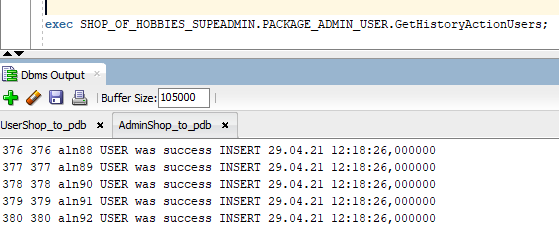 exec SHOP_OF_HOBBIES_SUPEADMIN.PACKAGE_ADMIN_USER.GetHistoryActionUsers;
Dbms Output ×
Buffer Size: 105000
UserShop_to_pdb × AdminShop_to_pdb ×
376 376 aln88 USER was success INSERT 29.04.21 12:18:26,000000
377 377 aln89 USER was success INSERT 29.04.21 12:18:26,000000
378 378 aln90 USER was success INSERT 29.04.21 12:18:26,000000
379 379 aln91 USER was success INSERT 29.04.21 12:18:26,000000
380 380 aln92 USER was success INSERT 29.04.21 12:18:26,000000